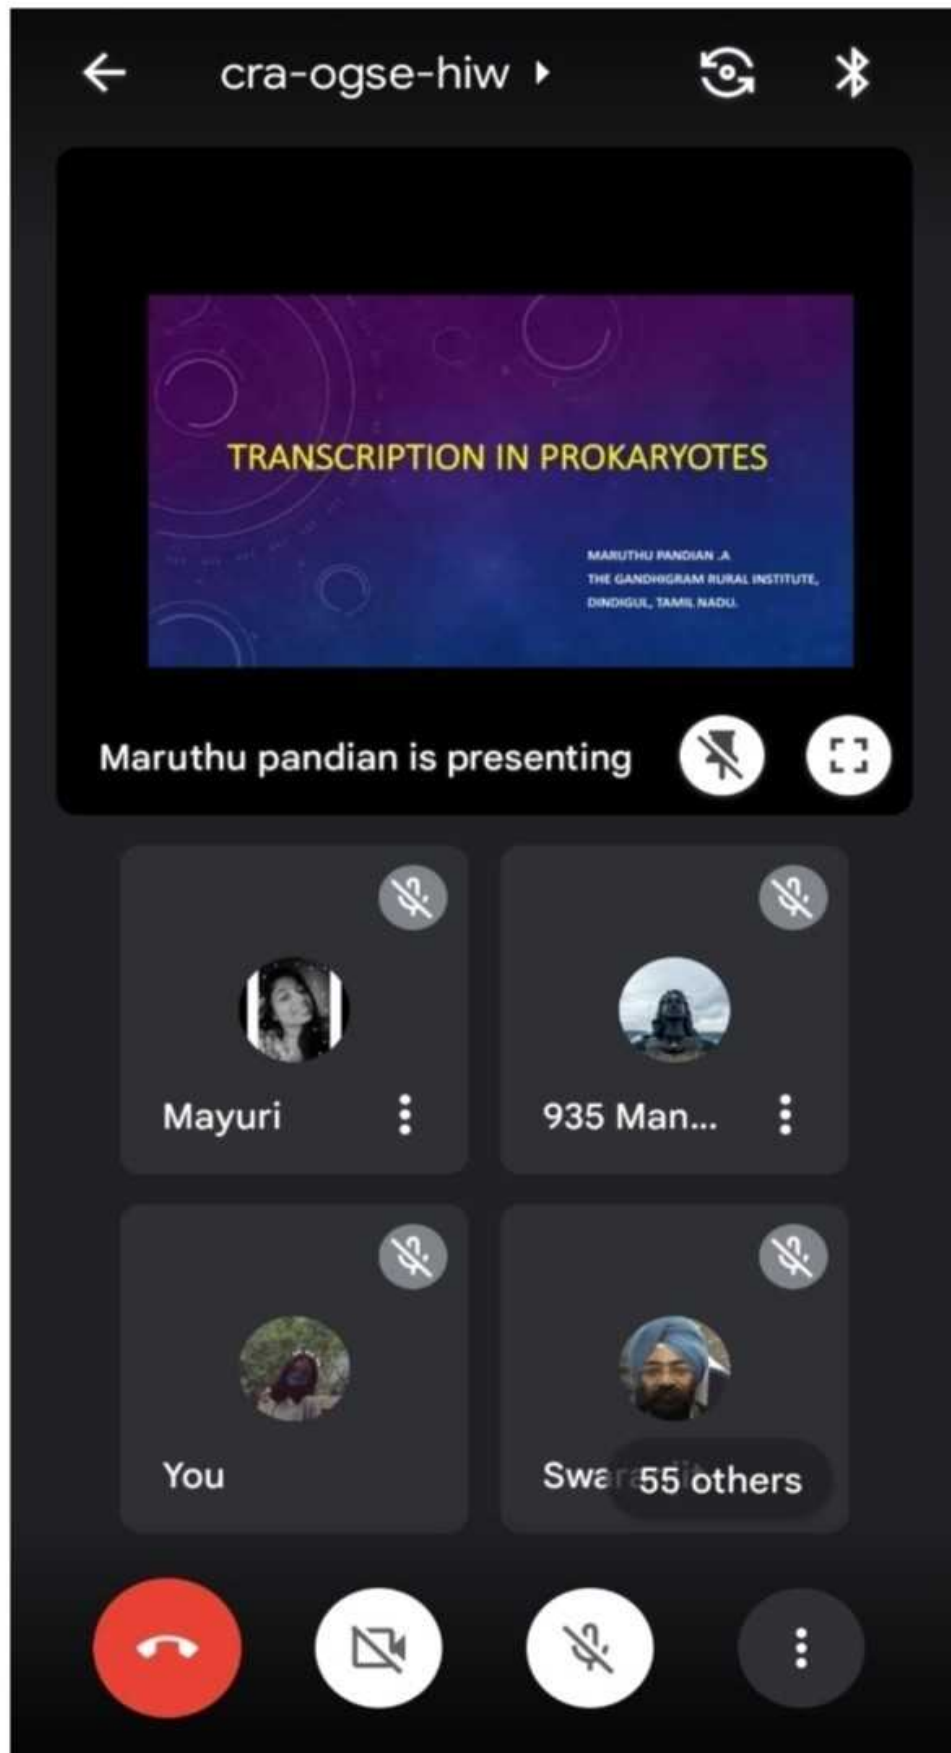 cra-ogse-hiw
TRANSCRIPTION IN PROKARYOTES
MARUTHU PANDIAN .A
THE GANDHIGRAM RURAL INSTITUTE,
DINDIGUL, TAMIL NADU.
Maruthu pandian is presenting
Mayuri
935 Man...
You
55 others